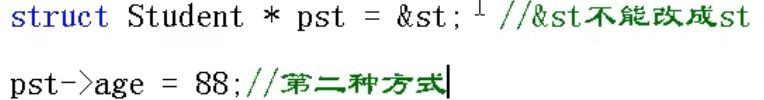 struct Student * pst = &st; //&st不能改成st
pst->age = 88;//第二种方式